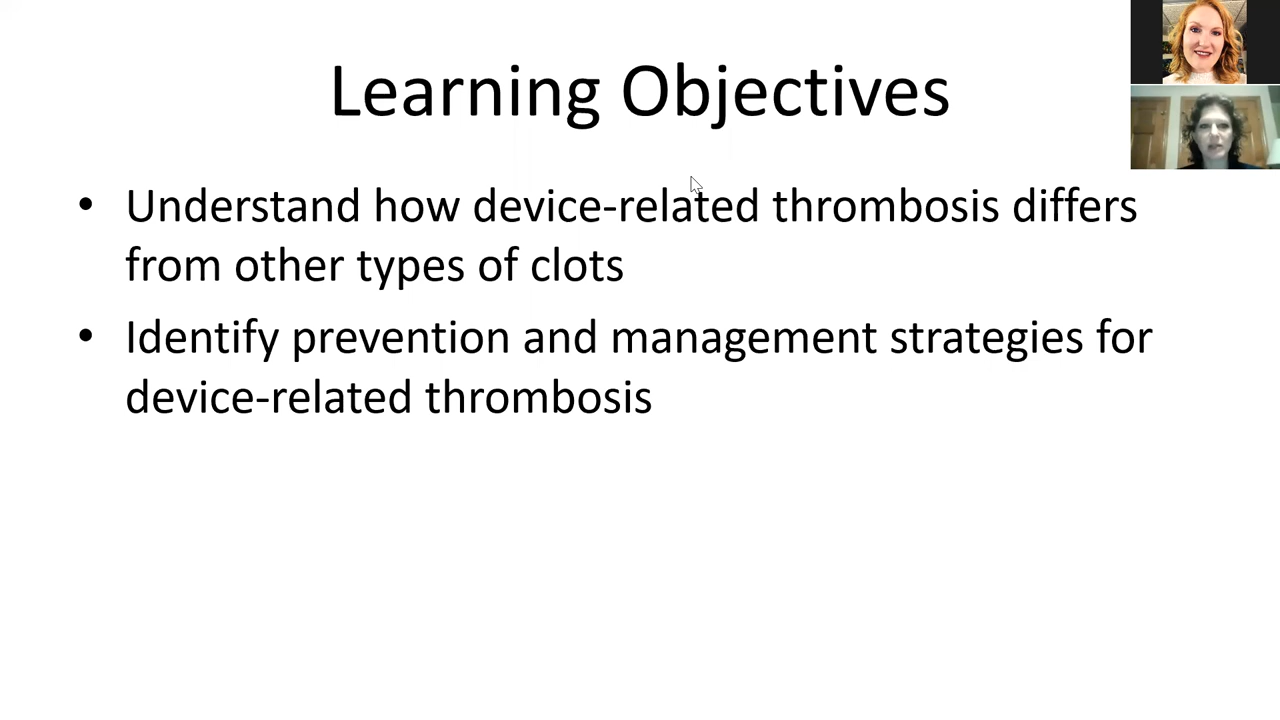 Learning Objectives
• Understand how device-related thrombosis differs
from other types of clots
• Identify prevention and management strategies for
device-related thrombosis